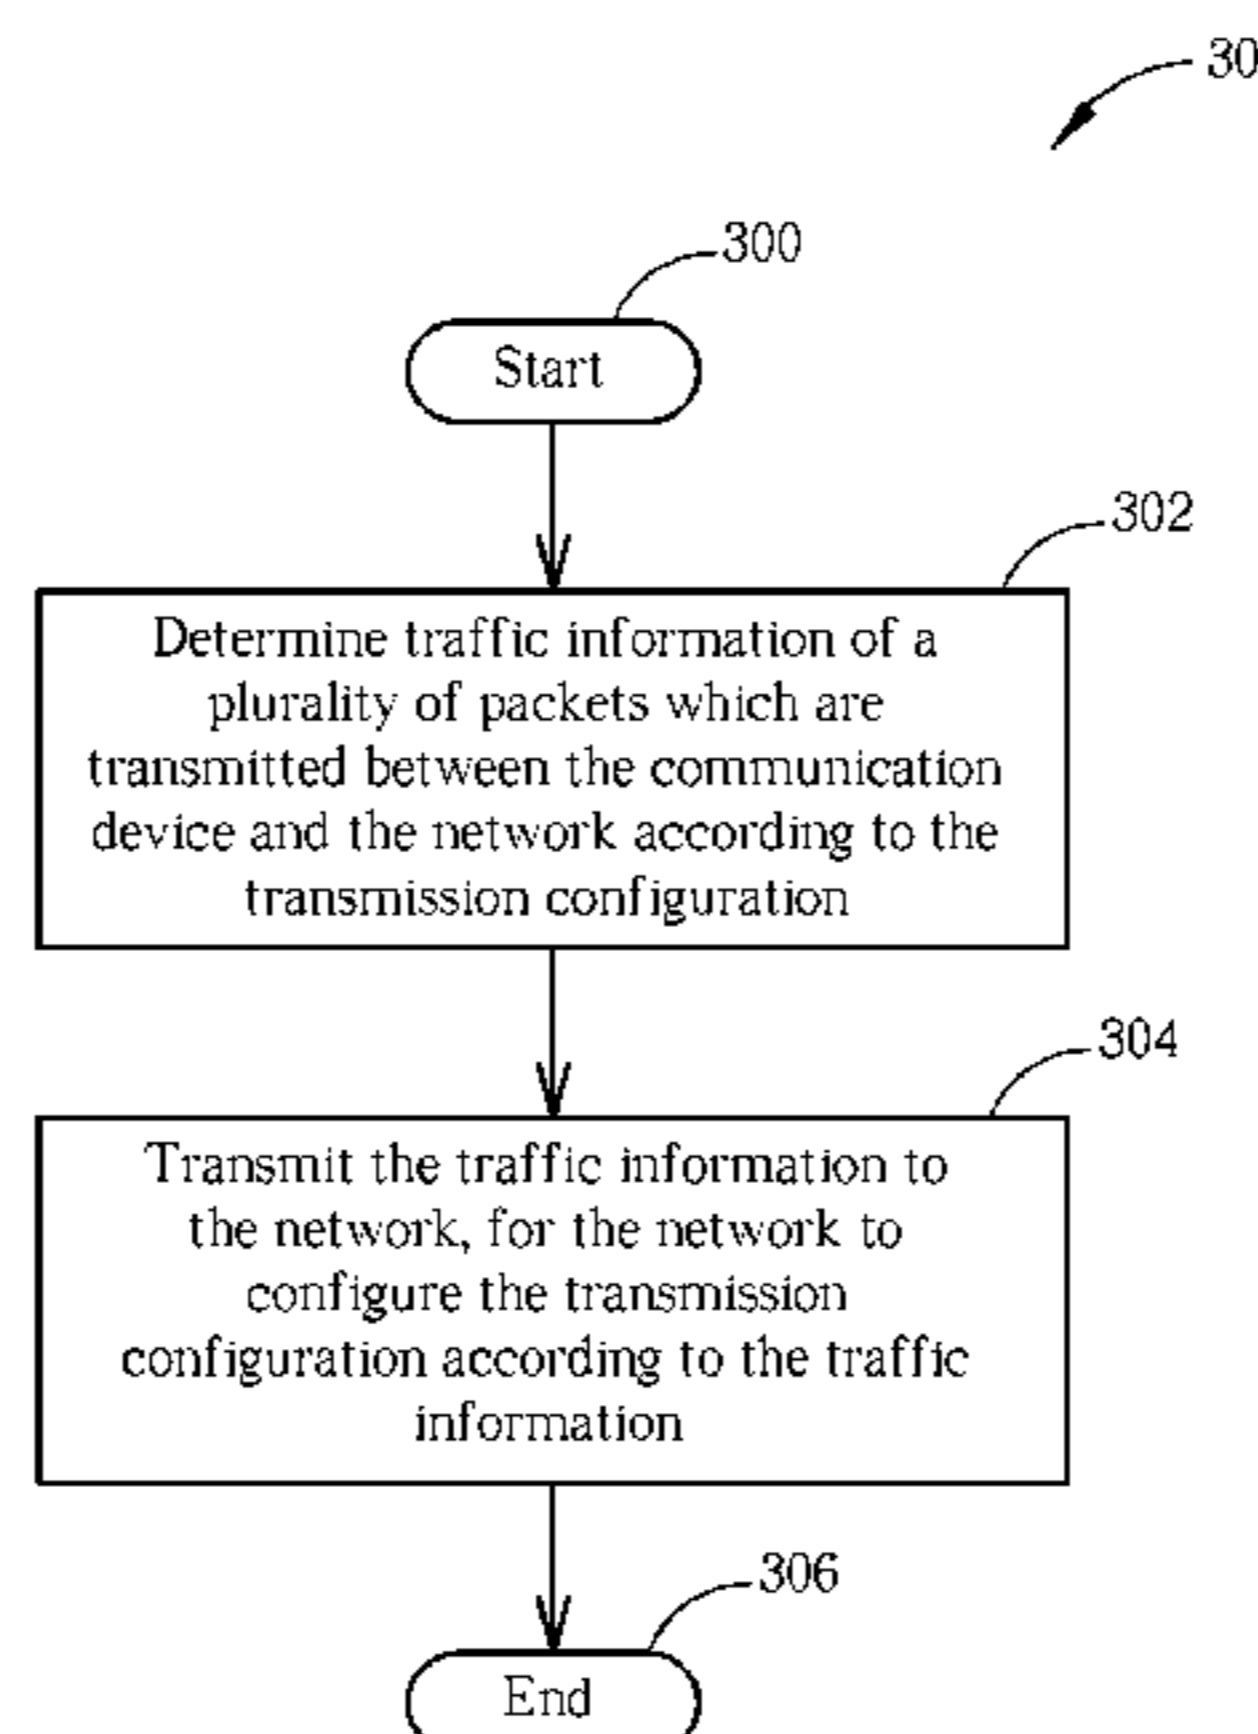 30
300
Start
302
Determine traffic information of a
plurality of packets which are
transmitted between the communication
device and the network according to the
transmission configuration
304
Transmit the traffic information to
the network, for the network to
configure the transmission
configuration according to the traffic
information
306
End